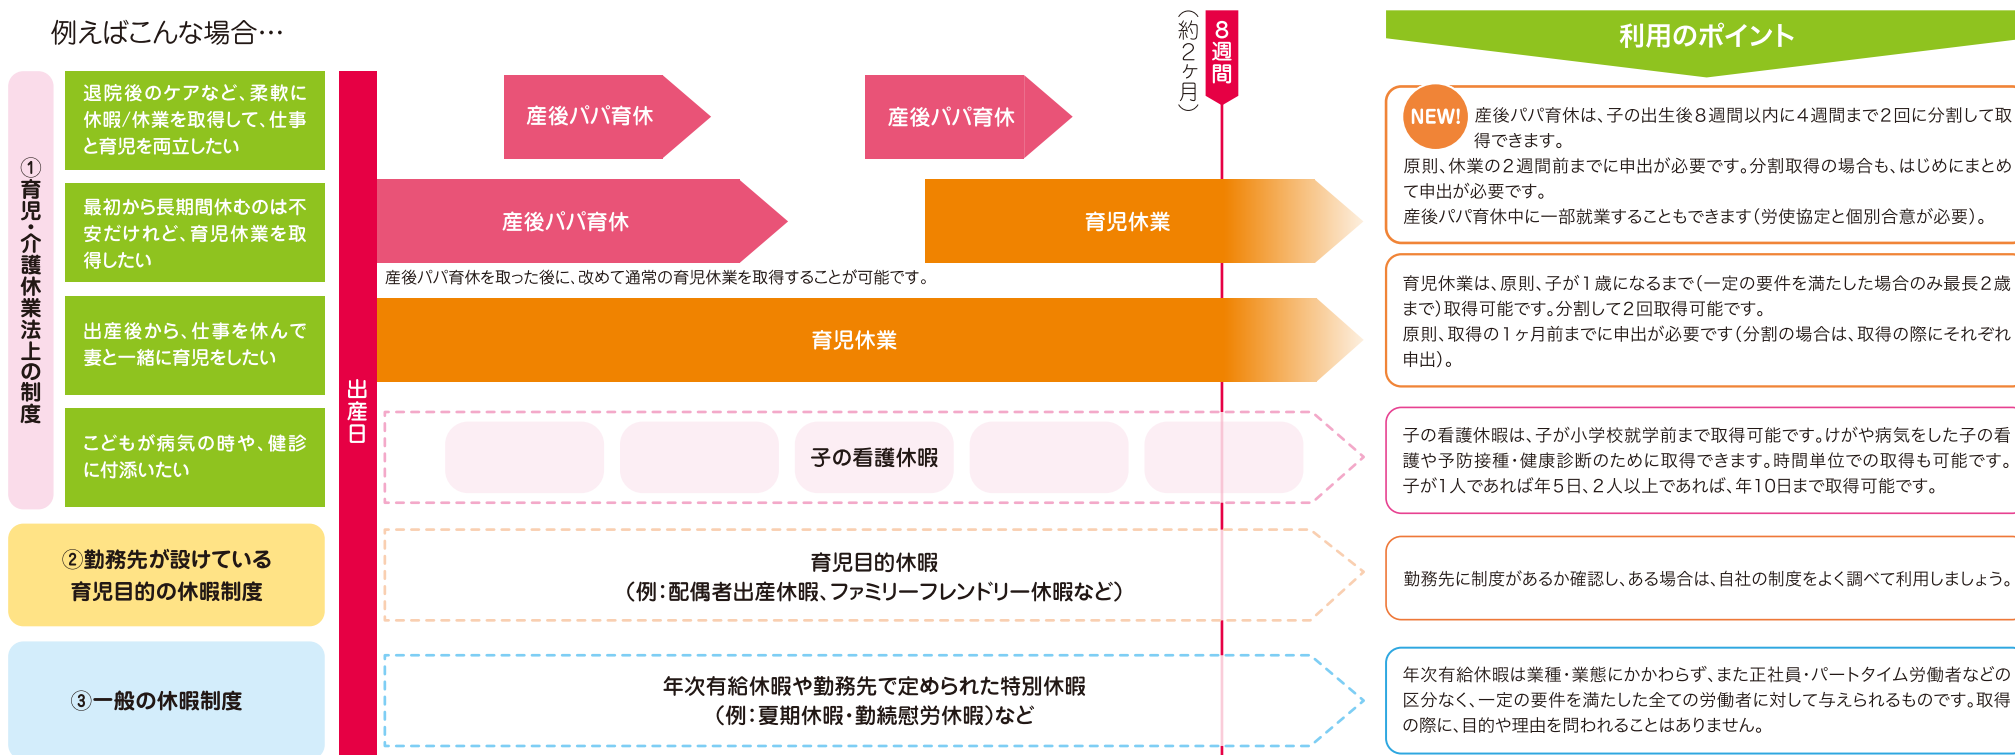 例えばこんな場合…
8週間
（約2ヶ月）
利用のポイント
①育児・介護休業法上の制度
退院後のケアなど、柔軟に
休暇/休業を取得して、仕事
と育児を両立したい
最初から長期間休むのは不
安だけれど、育児休業を取
得したい
出産後から、仕事を休んで
妻と一緒に育児をしたい
こどもが病気の時や、健診
に付添いたい
②勤務先が設けている
育児目的の休暇制度
③一般の休暇制度
出産日
産後パパ育休
産後パパ育休
産後パパ育休
育児休業
産後パパ育休を取った後に、改めて通常の育児休業を取得することが可能です。
育児休業
子の看護休暇
育児目的休暇
（例：配偶者出産休暇、ファミリーフレンドリー休暇など）
年次有給休暇や勤務先で定められた特別休暇
（例：夏期休暇・勤続慰労休暇）など
NEW!
産後パパ育休は、子の出生後8週間以内に4週間まで2回に分割して取
得できます。
原則、休業の2週間前までに申出が必要です。分割取得の場合も、はじめにまとめ
て申出が必要です。
産後パパ育休中に一部就業することもできます（労使協定と個別合意が必要）。
育児休業は、原則、子が1歳になるまで（一定の要件を満たした場合のみ最長2歳
まで）取得可能です。分割して2回取得可能です。
原則、取得の1ヶ月前までに申出が必要です（分割の場合は、取得の際にそれぞれ
申出）。
子の看護休暇は、子が小学校就学前まで取得可能です。けがや病気をした子の看
護や予防接種・健康診断のために取得できます。時間単位での取得も可能です。
子が1人であれば年5日、2人以上であれば、年10日まで取得可能です。
勤務先に制度があるか確認し、ある場合は、自社の制度をよく調べて利用しましょう。
年次有給休暇は業種・業態にかかわらず、また正社員・パートタイム労働者などの
区分なく、一定の要件を満たした全ての労働者に対して与えられるものです。取得
の際に、目的や理由を問われることはありません。